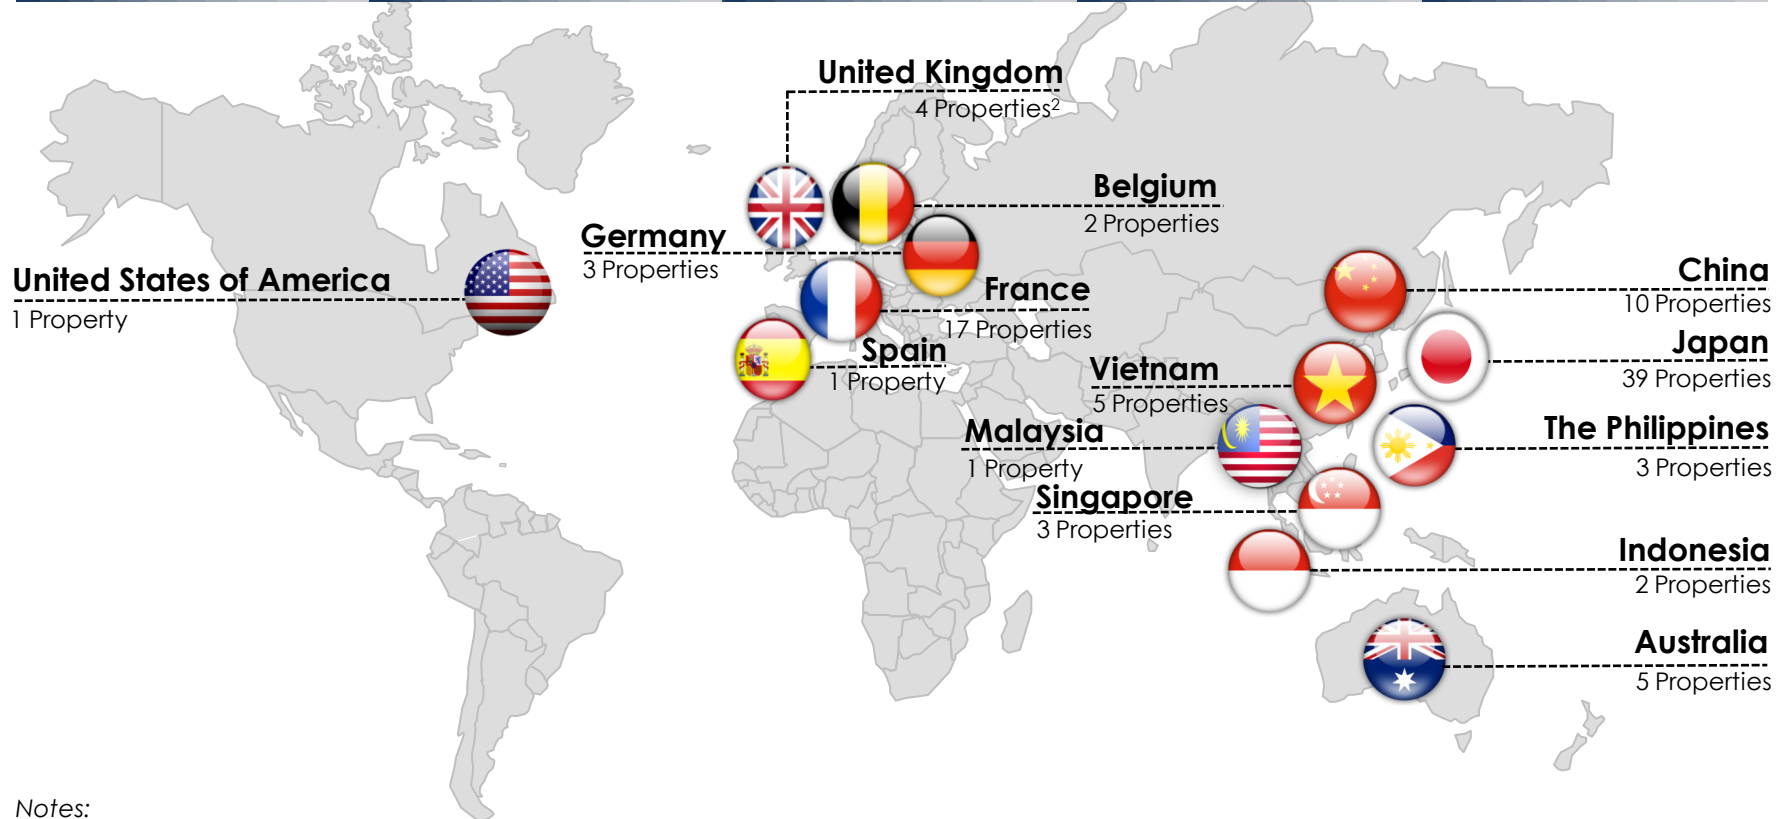 United Kingdom
4 Properties²
Belgium
2 Properties
Germany
3 Properties
United States of America
1 Property
France
17 Properties
Spain
1 Property
China
10 Properties
Japan
39 Properties
Vietnam
5 Properties
Malaysia
1 Property
The Philippines
3 Properties
Singapore
3 Properties
Indonesia
2 Properties
Australia
5 Properties
Notes: